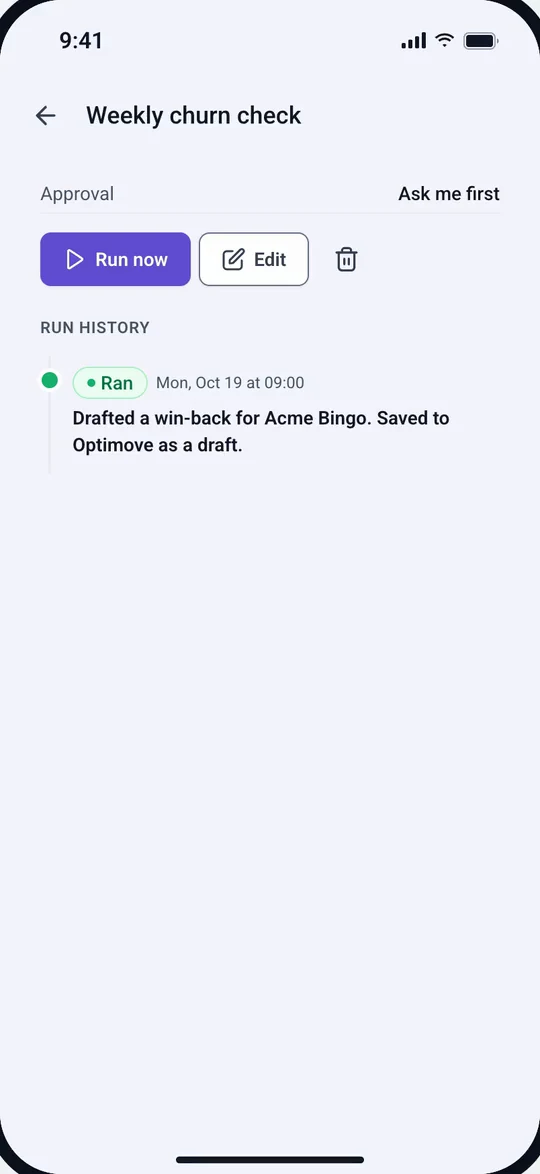 9:41
Weekly churn check
Approval
Ask me first
Run now
Edit
RUN HISTORY
Ran
Mon, Oct 19 at 09:00
Drafted a win-back for Acme Bingo. Saved to
Optimove as a draft.